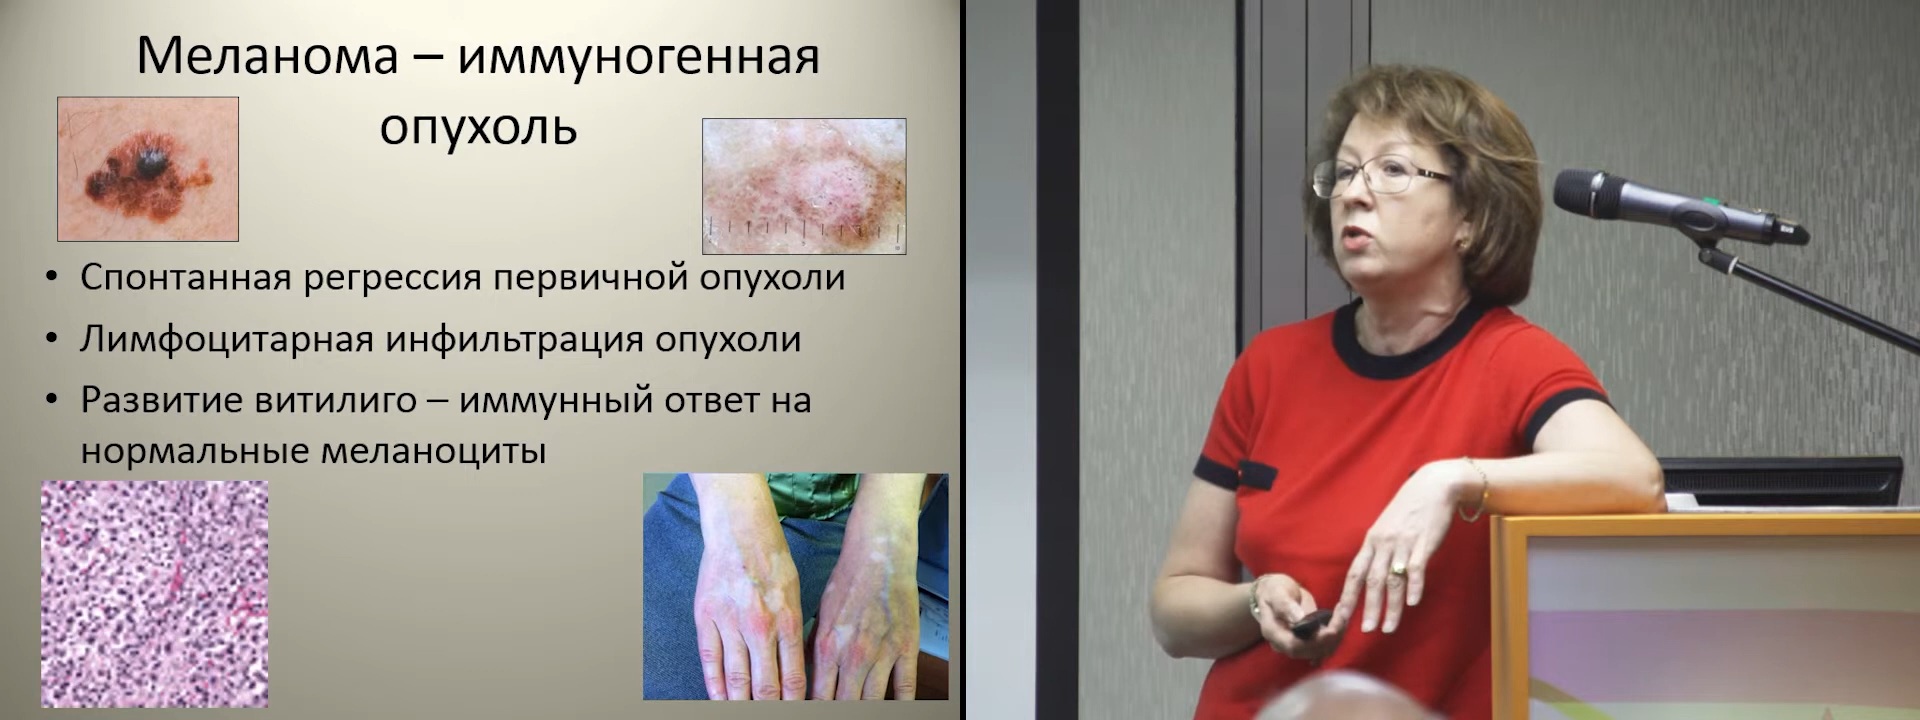 Меланома – иммуногенная
опухоль
• Спонтанная регрессия первичной опухоли
• Лимфоцитарная инфильтрация опухоли
• Развитие витилиго – иммунный ответ на
нормальные меланоциты